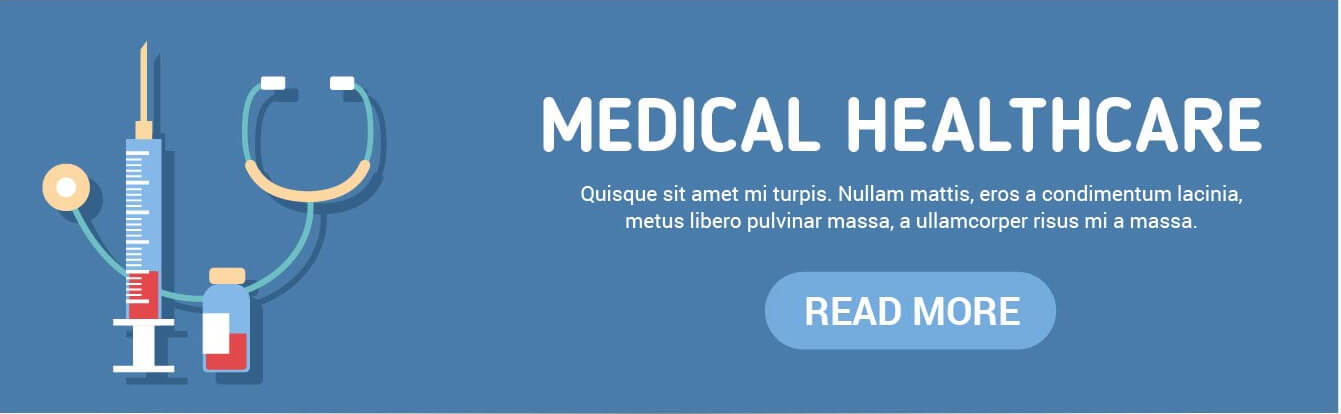 MEDICAL HEALTHCARE
Quisque sit amet mi turpis. Nullam mattis, eros a condimentum lacinia,
metus libero pulvinar massa, a ullamcorper risus mi a massa.
READ MORE